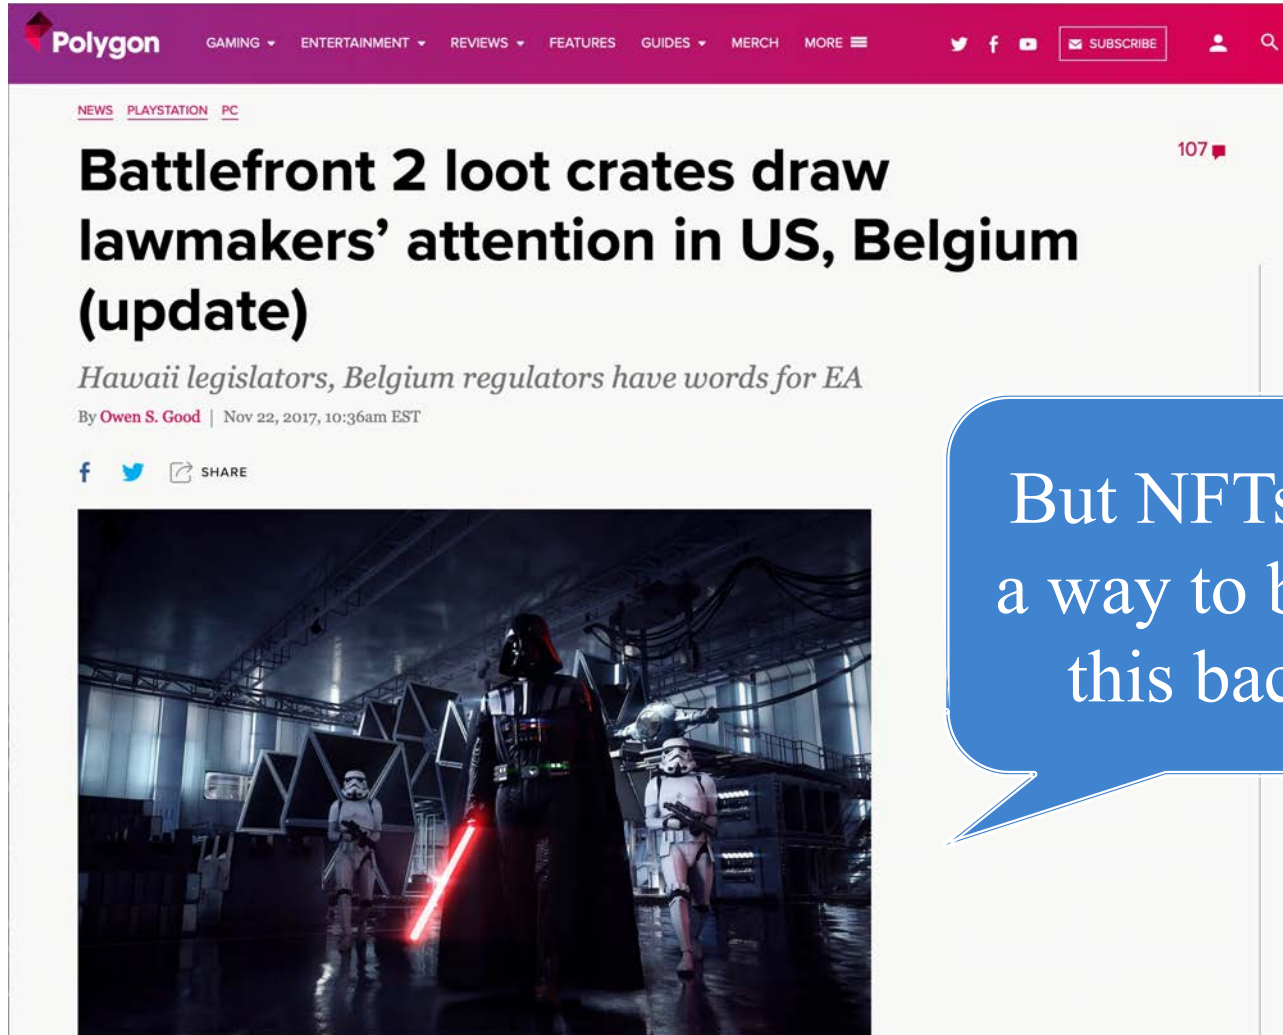 Polygon
GAMING ENTERTAINMENT REVIEWS FEATURES GUIDES MERCH MORE SUBSCRIBE
NEWS PLAYSTATION PC
107
Battlefront 2 loot crates draw
lawmakers’ attention in US, Belgium
(update)
Hawaii legislators, Belgium regulators have words for EA
By Owen S. Good | Nov 22, 2017, 10:36am EST
SHARE
But NFTs
a way to
this